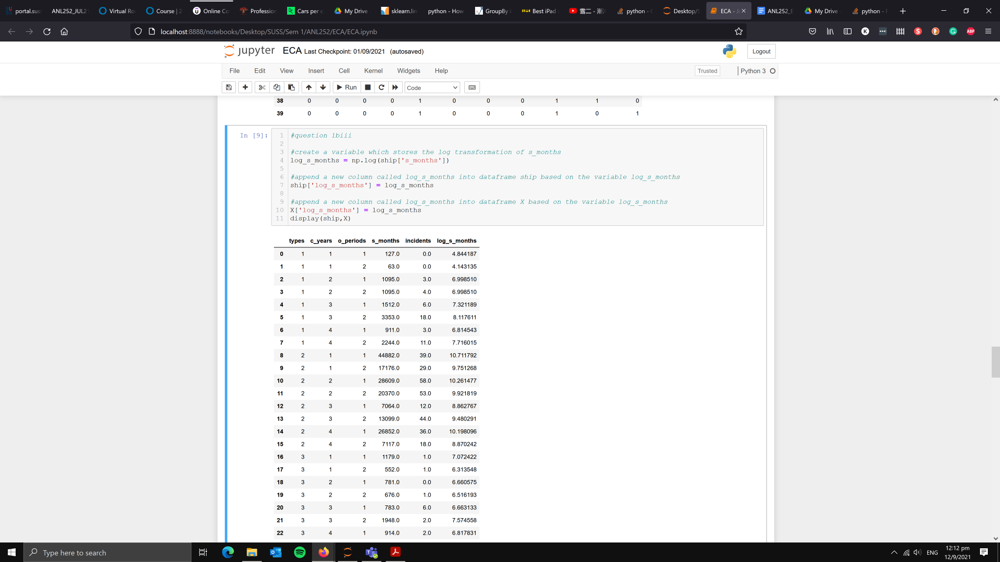 portal.sus ANL252_JUL2 Virtual Ro Course | 2 Online Co Profession Cars per c My Drive sklearn.lin python - How GroupBy Best iPad 雪二 - python - Desktop/S ECA - J ANL252_E My Drive python - F
localhost:8888/notebooks/Desktop/SUSS/Sem 1/ANL252/ECA/ECA.ipynb
K S G ABP
jupyter ECA Last Checkpoint: 01/09/2021 (autosaved) Logout
File Edit View Insert Cell Kernel Widgets Help Trusted Python 3
Run Code
38 0 0 0 0 1 0 0 0 1 1 0
39 0 0 0 0 1 0 0 0 1 0 1
In [9]: 1 #question 1biii
2
3 #create a variable which stores the log transformation of s_months
4 log_s_months = np.log(ship['s_months'])
5
6 #append a new column called log_s_months into dataframe ship based on the variable log_s_months
7 ship['log_s_months'] = log_s_months
8
9 #append a new column called log_s_months into dataframe X based on the variable log_s_months
10 X['log_s_months'] = log_s_months
11 display(ship,X)
types c_years o_periods s_months incidents log_s_months
0 1 1 1 127.0 0.0 4.844187
1 1 1 2 63.0 0.0 4.143135
2 1 2 1 1095.0 3.0 6.998510
3 1 2 2 1095.0 4.0 6.998510
4 1 3 1 1512.0 6.0 7.321189
5 1 3 2 3353.0 18.0 8.117611
6 1 4 1 911.0 3.0 6.814543
7 1 4 2 2244.0 11.0 7.716015
8 2 1 1 44882.0 39.0 10.711792
9 2 1 2 17176.0 29.0 9.751268
10 2 2 1 28609.0 58.0 10.261477
11 2 2 2 20370.0 53.0 9.921819
12 2 3 1 7064.0 12.0 8.862767
13 2 3 2 13099.0 44.0 9.480291
14 2 4 1 26852.0 36.0 10.198096
15 2 4 2 7117.0 18.0 8.870242
16 3 1 1 1179.0 1.0 7.072422
17 3 1 2 552.0 1.0 6.313548
18 3 2 1 781.0 0.0 6.660575
19 3 2 2 676.0 1.0 6.516193
20 3 3 1 783.0 6.0 6.663133
21 3 3 2 1948.0 2.0 7.574558
22 3 4 1 914.0 2.0 6.817831
Type here to search ENG 12:12 pm
12/9/2021